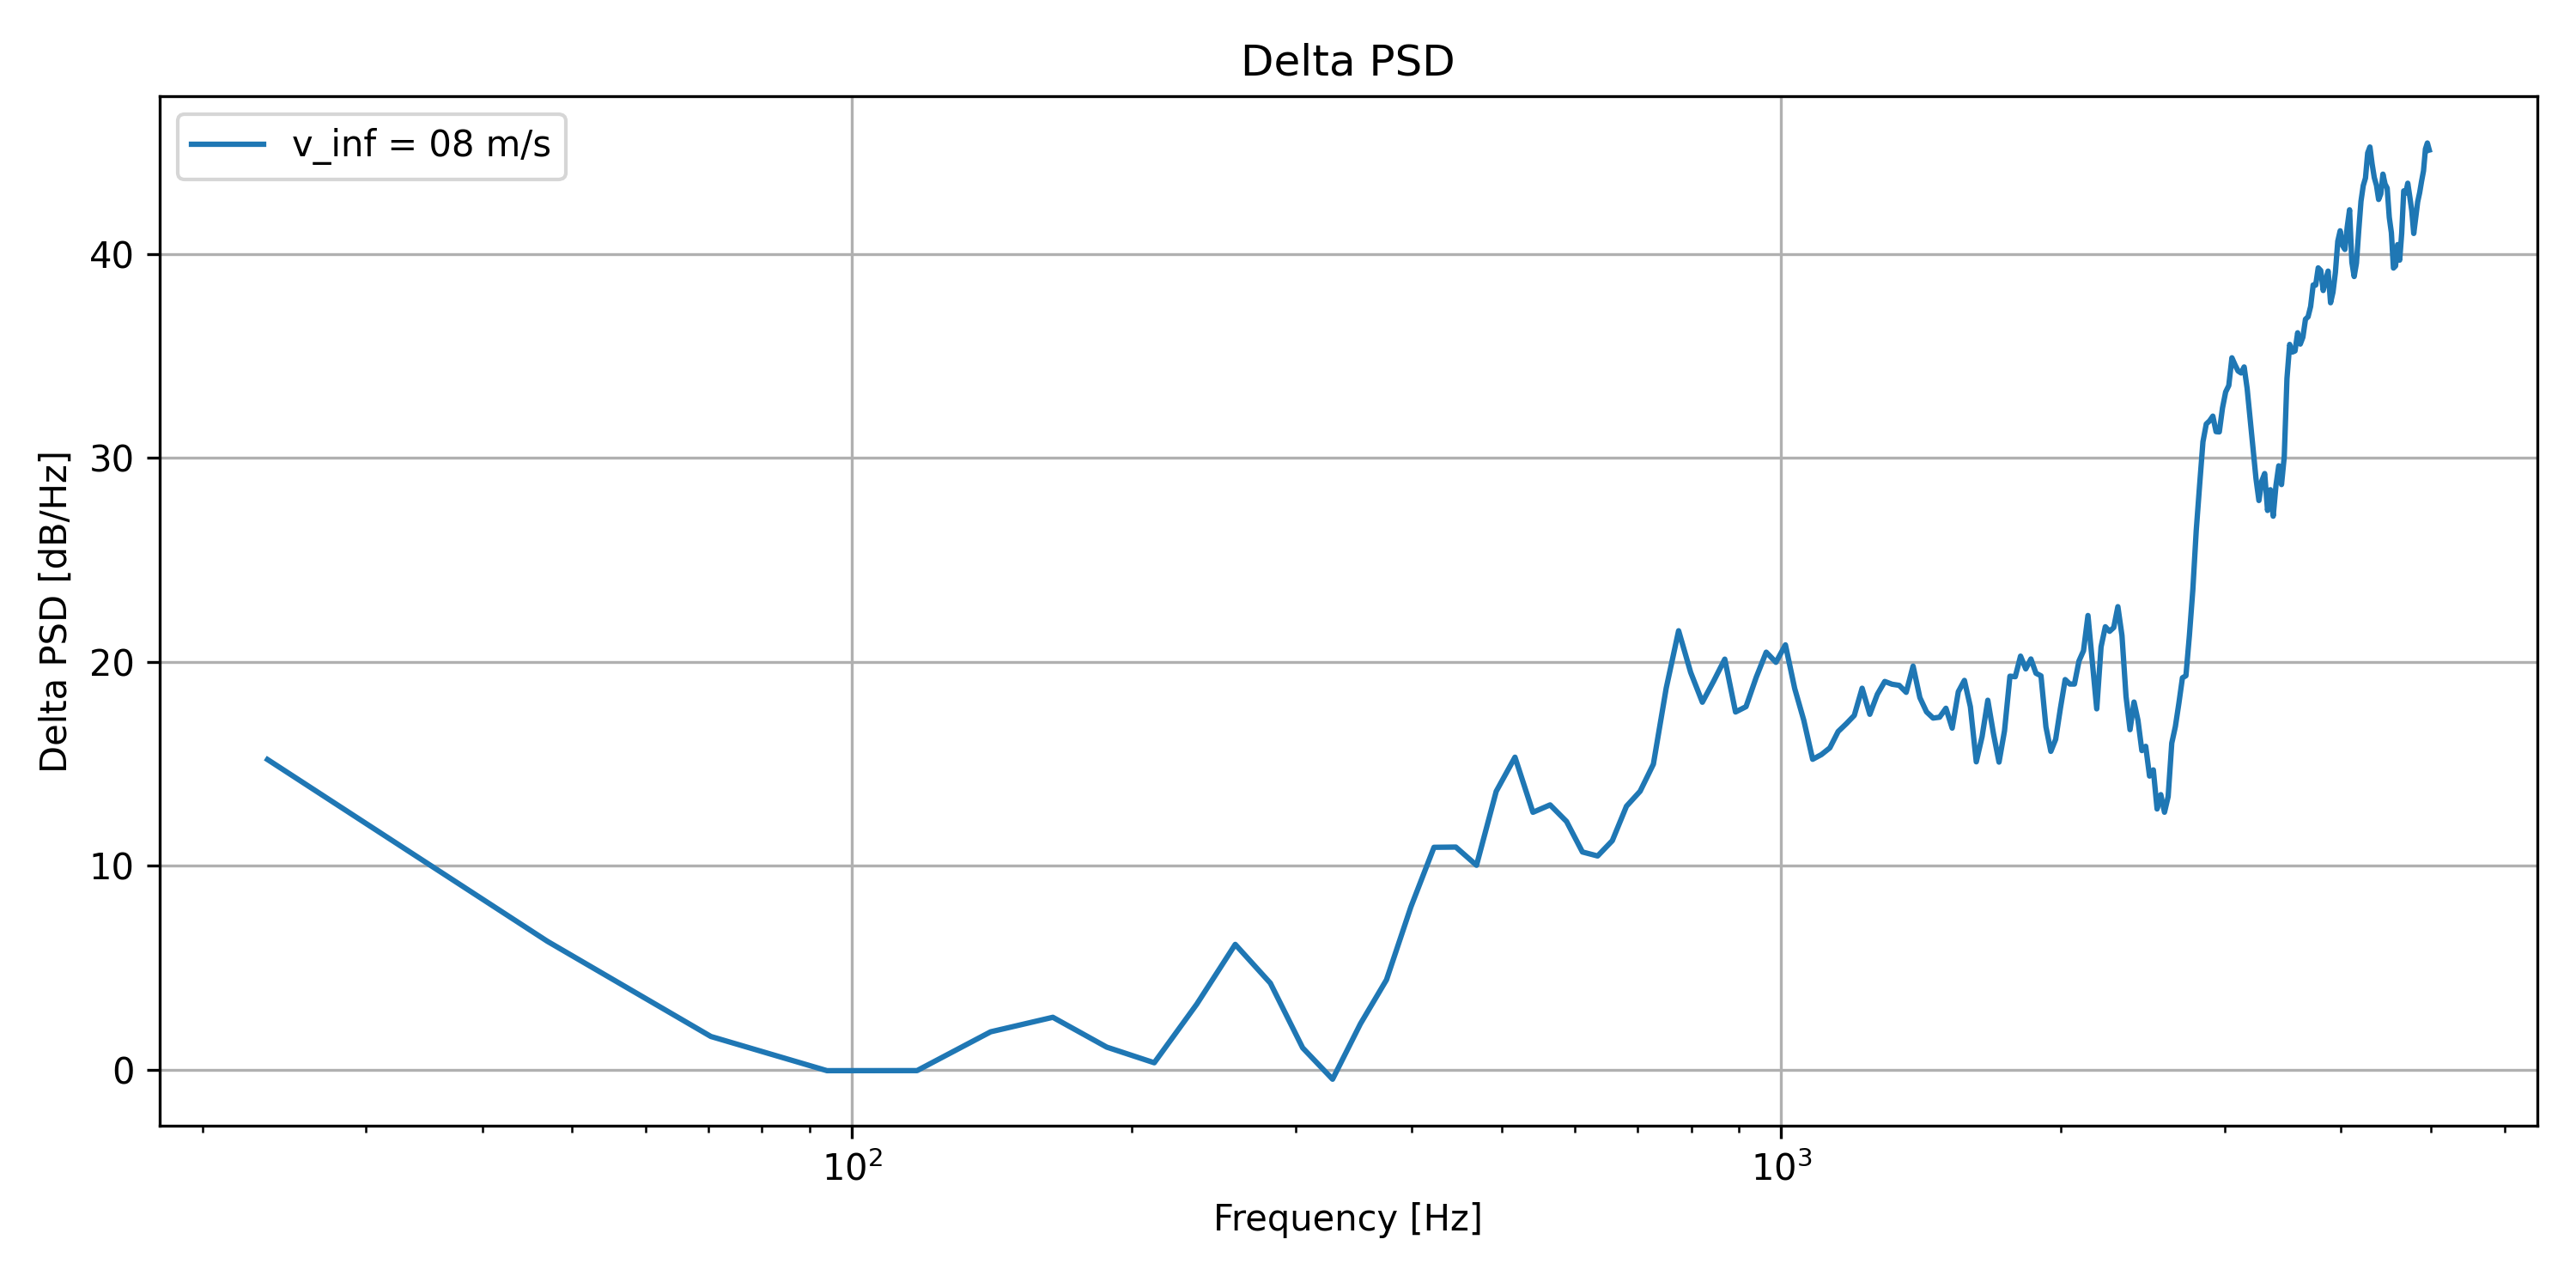 Delta PSD
v_inf = 08 m/s
Delta PSD [dB/Hz]
40
30
20
10
0
10²
10³
Frequency [Hz]